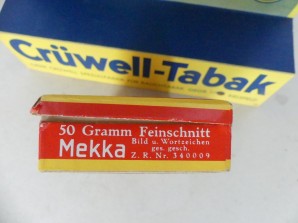 Crüwell-Tabak
50 Gramm Feinschnitt
Mekka Bild u. Wortzeichen
ges. gesch.
Z. R. Nr. 340009